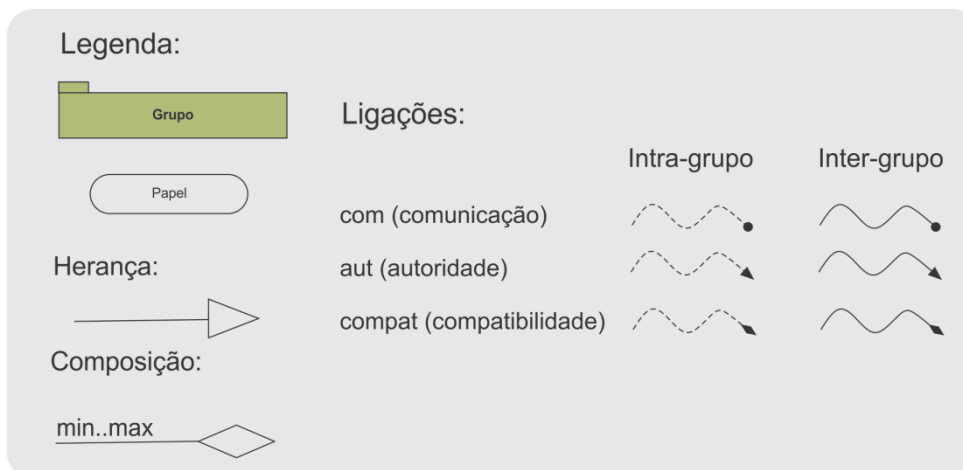 Legenda:
Grupo
Papel
Herança:
Composição:
min..max
Ligações:
Intra-grupo Inter-grupo
com (comunicação)
aut (autoridade)
compat (compatibilidade)